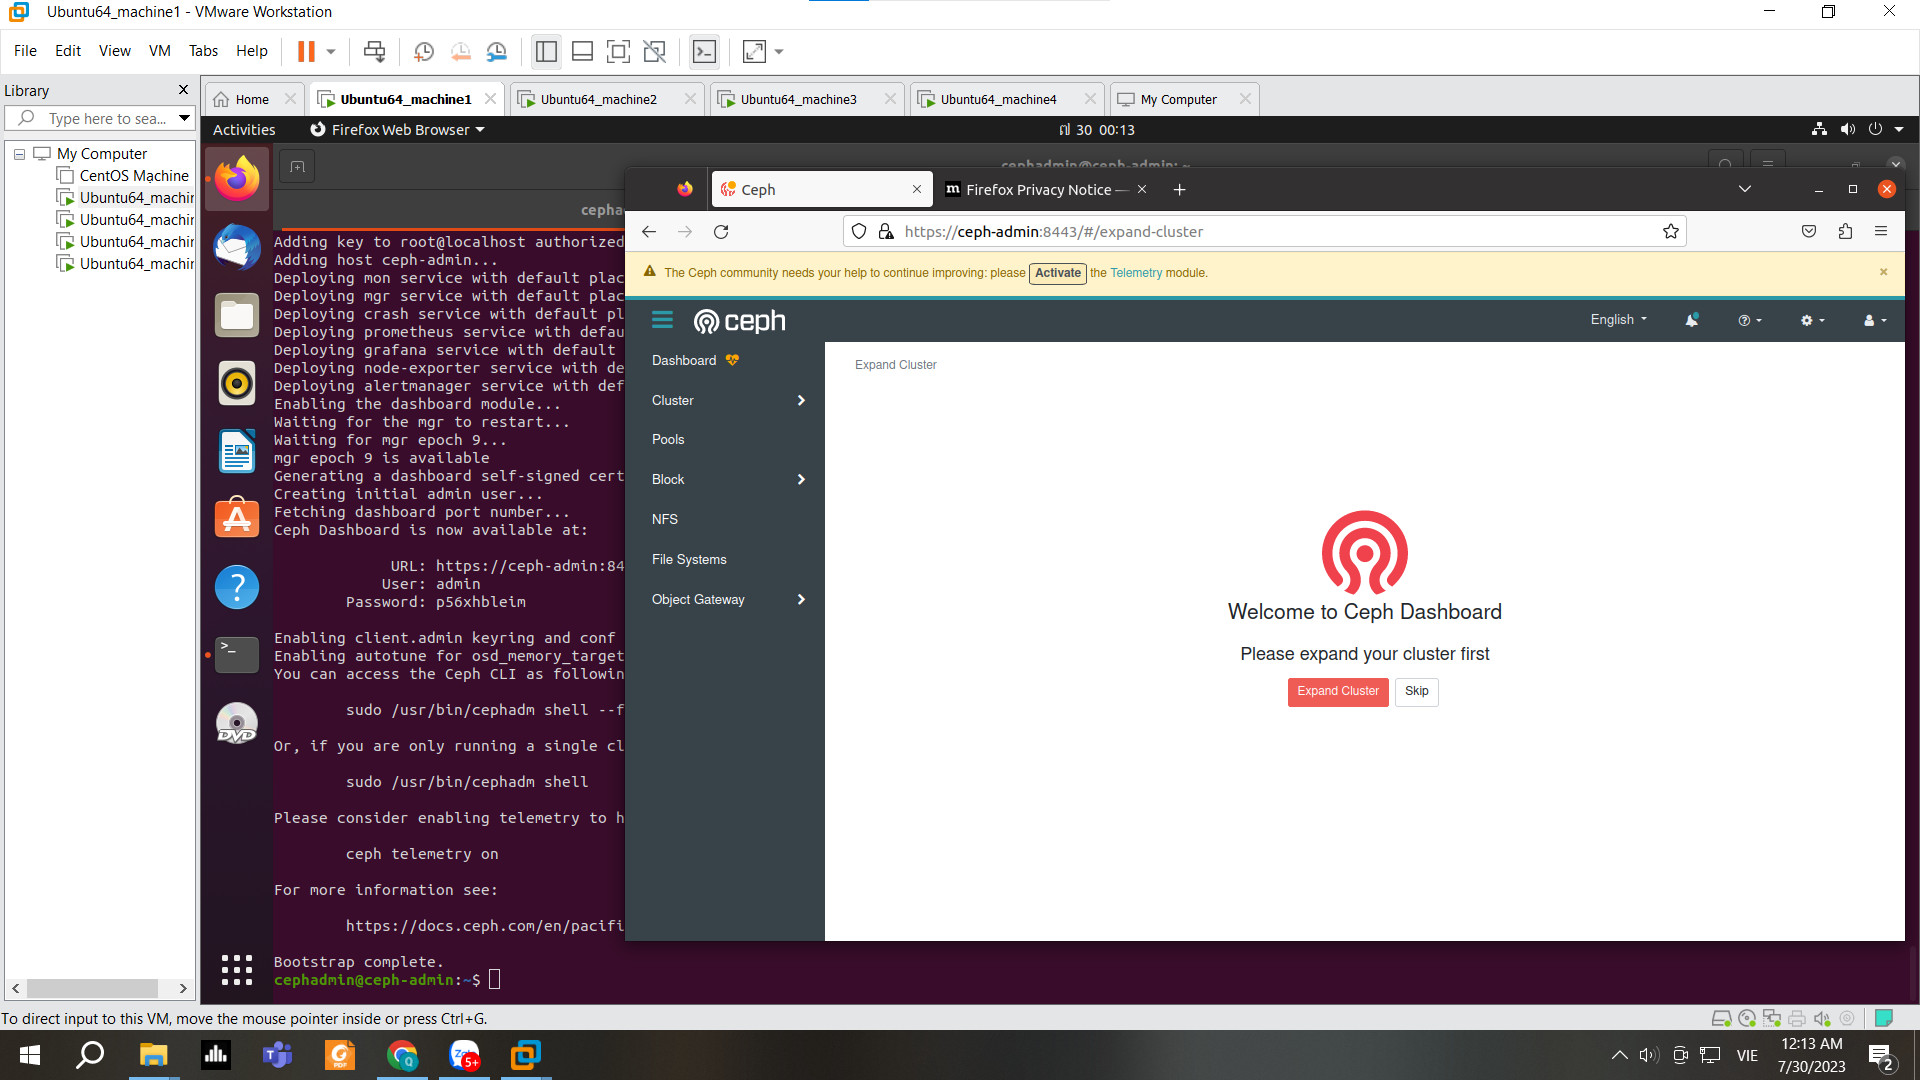 Ubuntu64_machine1 - VMware Workstation
File Edit View VM Tabs Help
Library
Type here to sea...
My Computer
CentOS Machine
Ubuntu64_machir
Ubuntu64_machir
Ubuntu64_machir
Ubuntu64_machir
Home
Ubuntu64_machine1
Ubuntu64_machine2
Ubuntu64_machine3
Ubuntu64_machine4
My Computer
Activities
Firefox Web Browser
30 00:13
cephadmin@ceph-admin: ~
cepha
Adding key to root@localhost authorized
Adding host ceph-admin...
Deploying mon service with default plac
Deploying mgr service with default plac
Deploying crash service with default pl
Deploying prometheus service with defau
Deploying grafana service with default
Deploying node-exporter service with de
Deploying alertmanager service with def
Enabling the dashboard module...
Waiting for the mgr to restart...
Waiting for mgr epoch 9...
mgr epoch 9 is available
Generating a dashboard self-signed cert
Creating initial admin user...
Fetching dashboard port number...
Ceph Dashboard is now available at:
URL: https://ceph-admin:84
User: admin
Password: p56xhbleim
Enabling client.admin keyring and conf
Enabling autotune for osd_memory_target
You can access the Ceph CLI as followin
sudo /usr/bin/cephadm shell --f
Or, if you are only running a single cl
sudo /usr/bin/cephadm shell
Please consider enabling telemetry to h
ceph telemetry on
For more information see:
https://docs.ceph.com/en/pacifi
Bootstrap complete.
cephadmin@ceph-admin:~$
Ceph
Firefox Privacy Notice —
https://ceph-admin:8443/#/expand-cluster
The Ceph community needs your help to continue improving: please Activate the Telemetry module.
ceph
English
Dashboard
Cluster
Pools
Block
NFS
File Systems
Object Gateway
Expand Cluster
Welcome to Ceph Dashboard
Please expand your cluster first
Expand Cluster
Skip
DVD
To direct input to this VM, move the mouse pointer inside or press Ctrl+G.
PDF
Q
5+
VIE
12:13 AM
7/30/2023
2